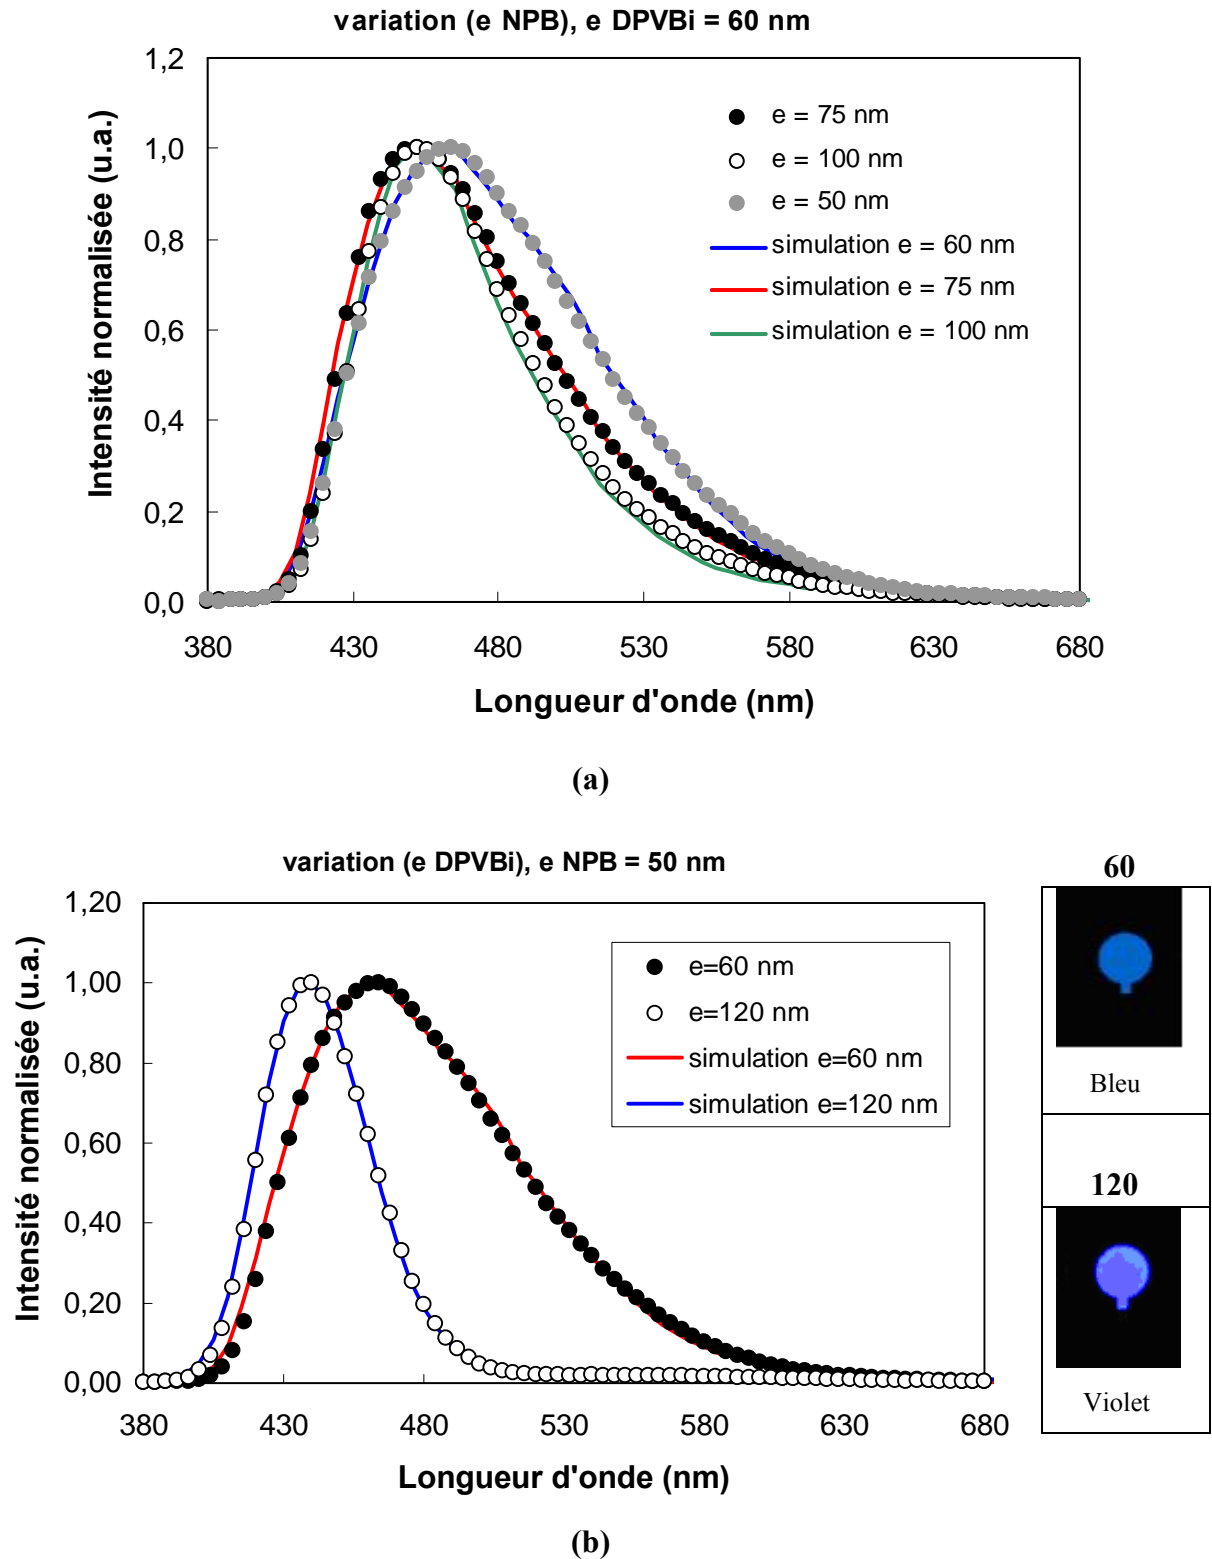 variation (e NPB), e DPVBi = 60 nm
1,2
1,0
0,8
0,6
0,4
0,2
0,0
Intensité normalisée (u.a.)
e = 75 nm
e = 100 nm
e = 50 nm
simulation e = 60 nm
simulation e = 75 nm
simulation e = 100 nm
380 430 480 530 580 630 680
Longueur d'onde (nm)
(a)
variation (e DPVBi), e NPB = 50 nm
1,20
1,00
0,80
0,60
0,40
0,20
0,00
Intensité normalisée (u.a.)
e=60 nm
e=120 nm
simulation e=60 nm
simulation e=120 nm
380 430 480 530 580 630 680
Longueur d'onde (nm)
60
Bleu
120
Violet
(b)